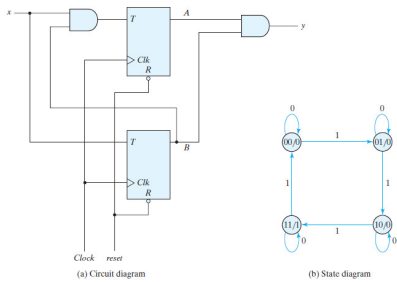 x
T
A
y
Clk
R
T
B
Clk
R
Clock reset
(a) Circuit diagram
0
0
00/0
1
01/0
1
1
11/1
1
10/0
0
0
(b) State diagram